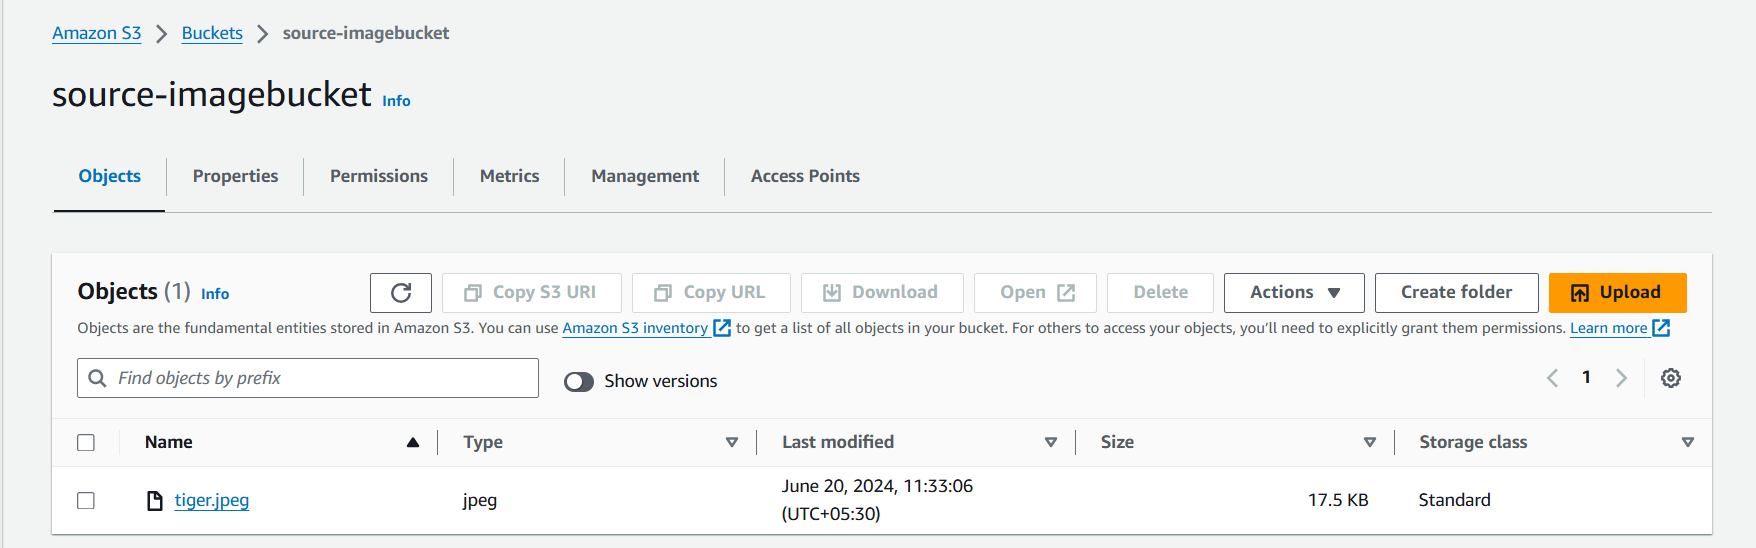 Amazon S3 > Buckets > source-imagebucket
source-imagebucket Info
Objects Properties Permissions Metrics Management Access Points
Objects (1) Info Copy S3 URI Copy URL Download Open Delete Actions Create folder Upload
Objects are the fundamental entities stored in Amazon S3. You can use Amazon S3 inventory to get a list of all objects in your bucket. For others to access your objects, you’ll need to explicitly grant them permissions. Learn more
Find objects by prefix Show versions 1
Name Type Last modified Size Storage class
tiger.jpeg jpeg June 20, 2024, 11:33:06 17.5 KB Standard
(UTC+05:30)